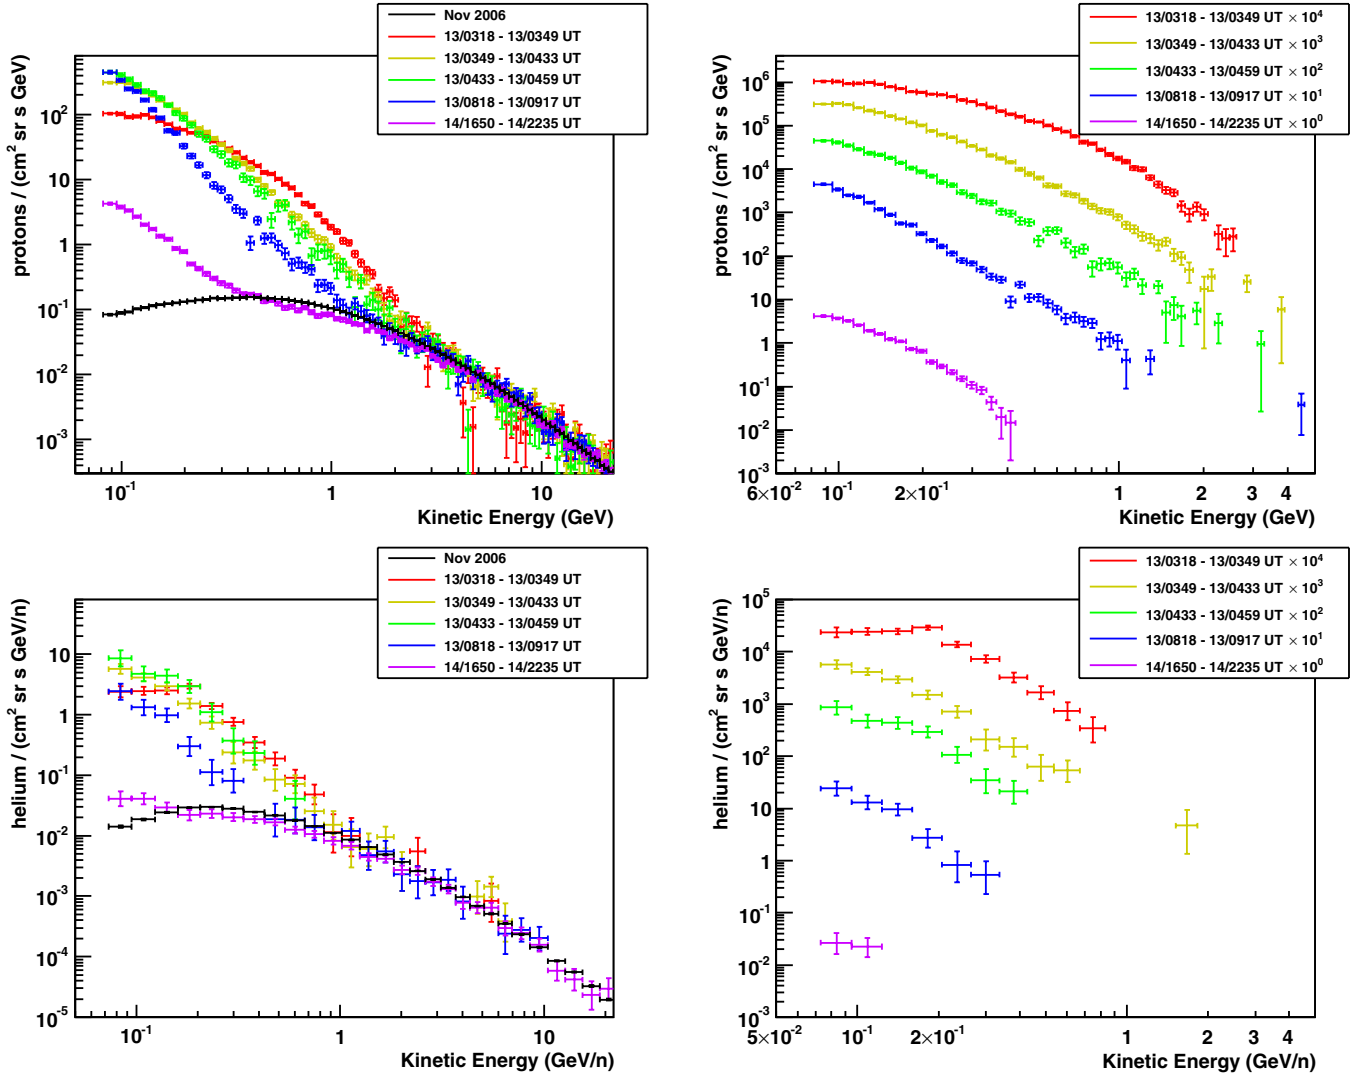 Nov 2006
13/0318 - 13/0349 UT
13/0349 - 13/0433 UT
13/0433 - 13/0459 UT
13/0818 - 13/0917 UT
14/1650 - 14/2235 UT
protons / (cm² sr s GeV)
10²
10
1
10⁻¹
10⁻²
10⁻³
10⁻¹
1
10
Kinetic Energy (GeV)
13/0318 - 13/0349 UT × 10⁴
13/0349 - 13/0433 UT × 10³
13/0433 - 13/0459 UT × 10²
13/0818 - 13/0917 UT × 10¹
14/1650 - 14/2235 UT × 10⁰
protons / (cm² sr s GeV)
10⁶
10⁵
10⁴
10³
10²
10
1
10⁻¹
10⁻²
10⁻³
6×10⁻²
10⁻¹
2×10⁻¹
1
2
3
4
Kinetic Energy (GeV)
Nov 2006
13/0318 - 13/0349 UT
13/0349 - 13/0433 UT
13/0433 - 13/0459 UT
13/0818 - 13/0917 UT
14/1650 - 14/2235 UT
helium / (cm² sr s GeV/n)
10
1
10⁻¹
10⁻²
10⁻³
10⁻⁴
10⁻⁵
10⁻¹
1
10
Kinetic Energy (GeV/n)
13/0318 - 13/0349 UT × 10⁴
13/0349 - 13/0433 UT × 10³
13/0433 - 13/0459 UT × 10²
13/0818 - 13/0917 UT × 10¹
14/1650 - 14/2235 UT × 10⁰
helium / (cm² sr s GeV/n)
10⁵
10⁴
10³
10²
10
1
10⁻¹
10⁻²
10⁻³
5×10⁻²
10⁻¹
2×10⁻¹
1
2
3
4
Kinetic Energy (GeV/n)